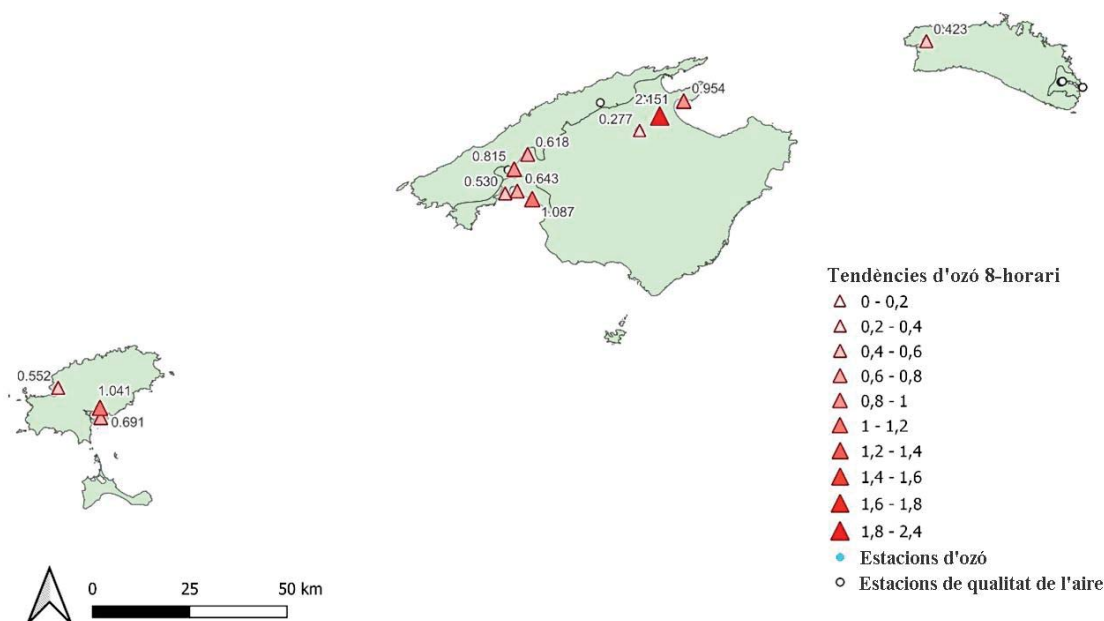 0.423
0.954
2.151
0.277
0.618
0.815
0.643
0.530
1.087
Tendències d'ozó 8-horari
0 - 0,2
0,2 - 0,4
0,4 - 0,6
0,6 - 0,8
0,8 - 1
1 - 1,2
1,2 - 1,4
1,4 - 1,6
1,6 - 1,8
1,8 - 2,4
Estacions d'ozó
Estacions de qualitat de l'aire
0.552
1.041
0.691
0 25 50 km